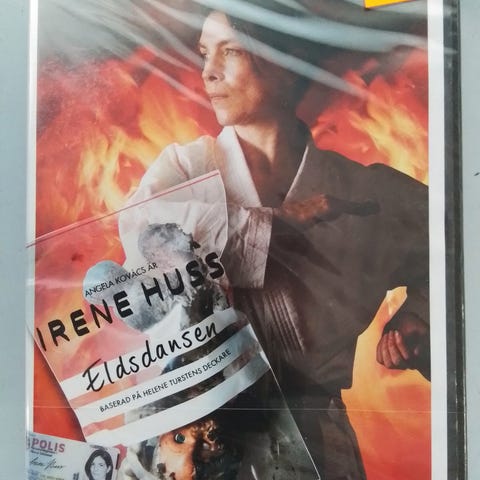 ANGELA KOVÁCS ÄR
IRENE HUSS
Eldsdansen
BASERAD PÅ HELENE TURSTENS DECKARE
POLIS